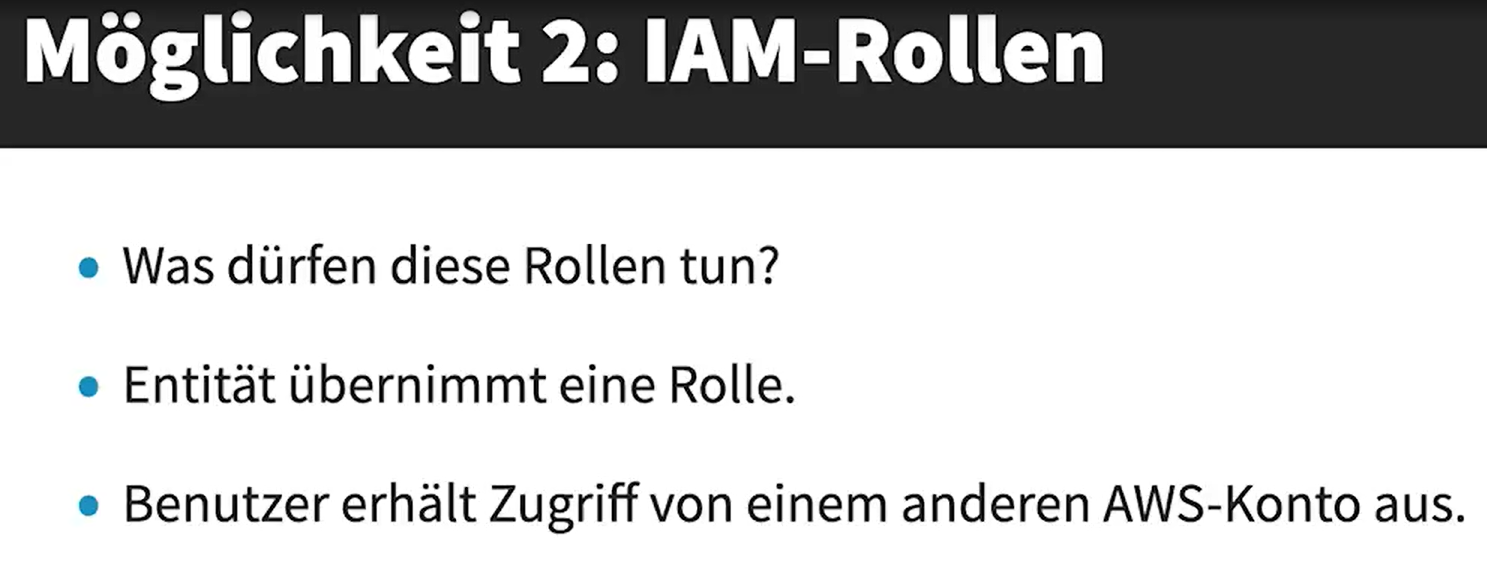 Möglichkeit 2: IAM-Rollen
• Was dürfen diese Rollen tun?
• Entität übernimmt eine Rolle.
• Benutzer erhält Zugriff von einem anderen AWS-Konto aus.